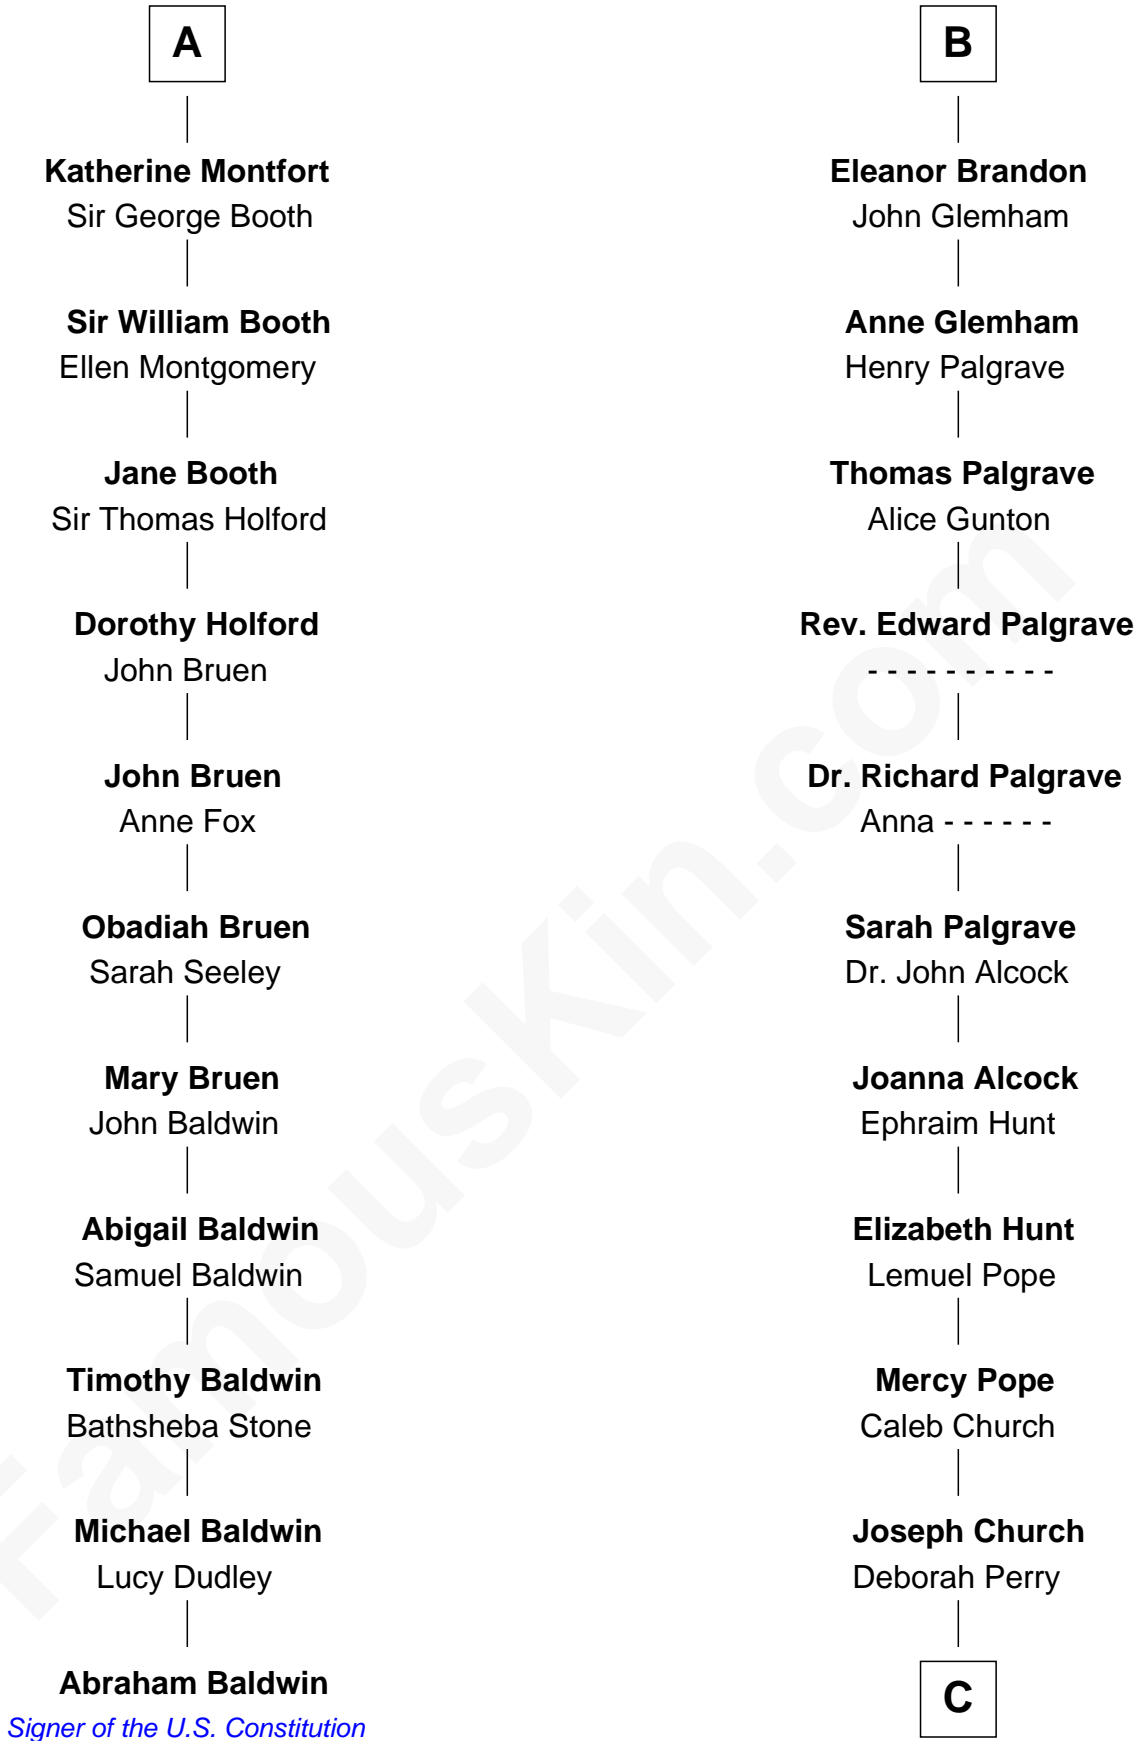 A
Katherine Montfort
Sir George Booth
Sir William Booth
Ellen Montgomery
Jane Booth
Sir Thomas Holford
Dorothy Holford
John Bruen
John Bruen
Anne Fox
Obadiah Bruen
Sarah Seeley
Mary Bruen
John Baldwin
Abigail Baldwin
Samuel Baldwin
Timothy Baldwin
Bathsheba Stone
Michael Baldwin
Lucy Dudley
Abraham Baldwin
Signer of the U.S. Constitution
B
Eleanor Brandon
John Glemham
Anne Glemham
Henry Palgrave
Thomas Palgrave
Alice Gunton
Rev. Edward Palgrave
- - - - - - - - - -
Dr. Richard Palgrave
Anna - - - - - -
Sarah Palgrave
Dr. John Alcock
Joanna Alcock
Ephraim Hunt
Elizabeth Hunt
Lemuel Pope
Mercy Pope
Caleb Church
Joseph Church
Deborah Perry
C
FamousKin.com